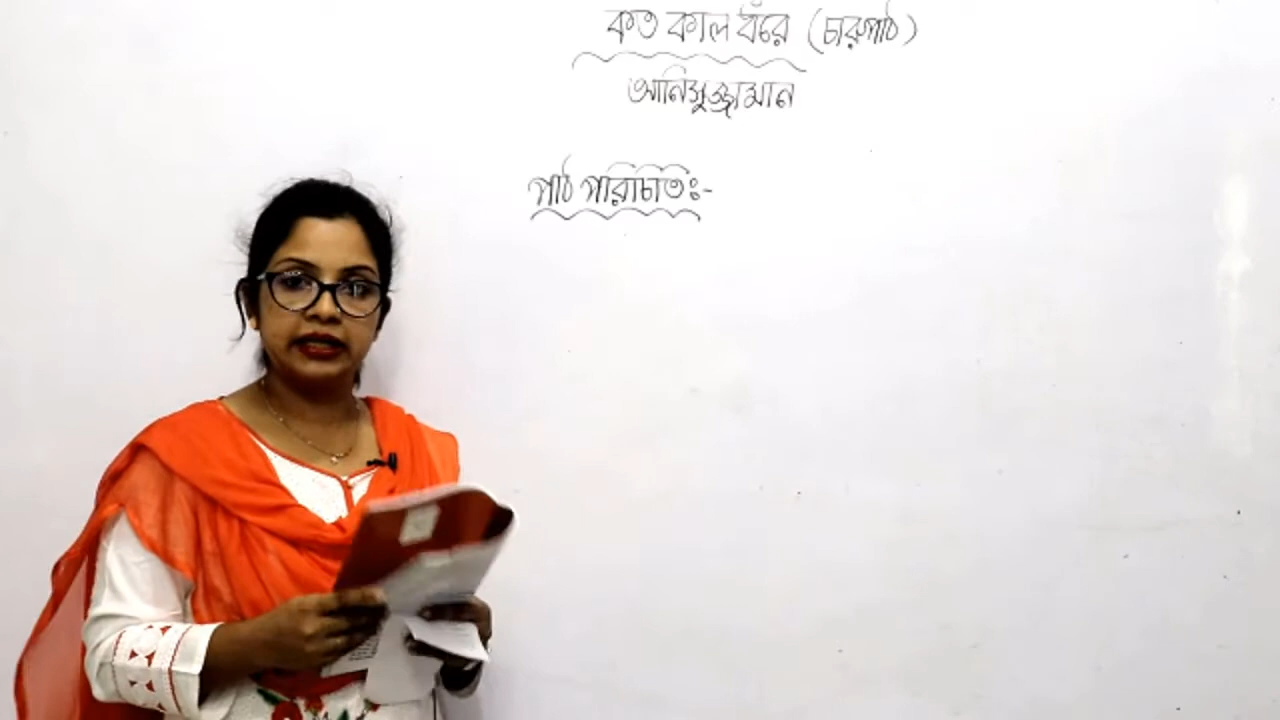 কত কাল ধরে (চারুপাঠ)
আনিসুজ্জামান
পাঠ পরিচিতিঃ-